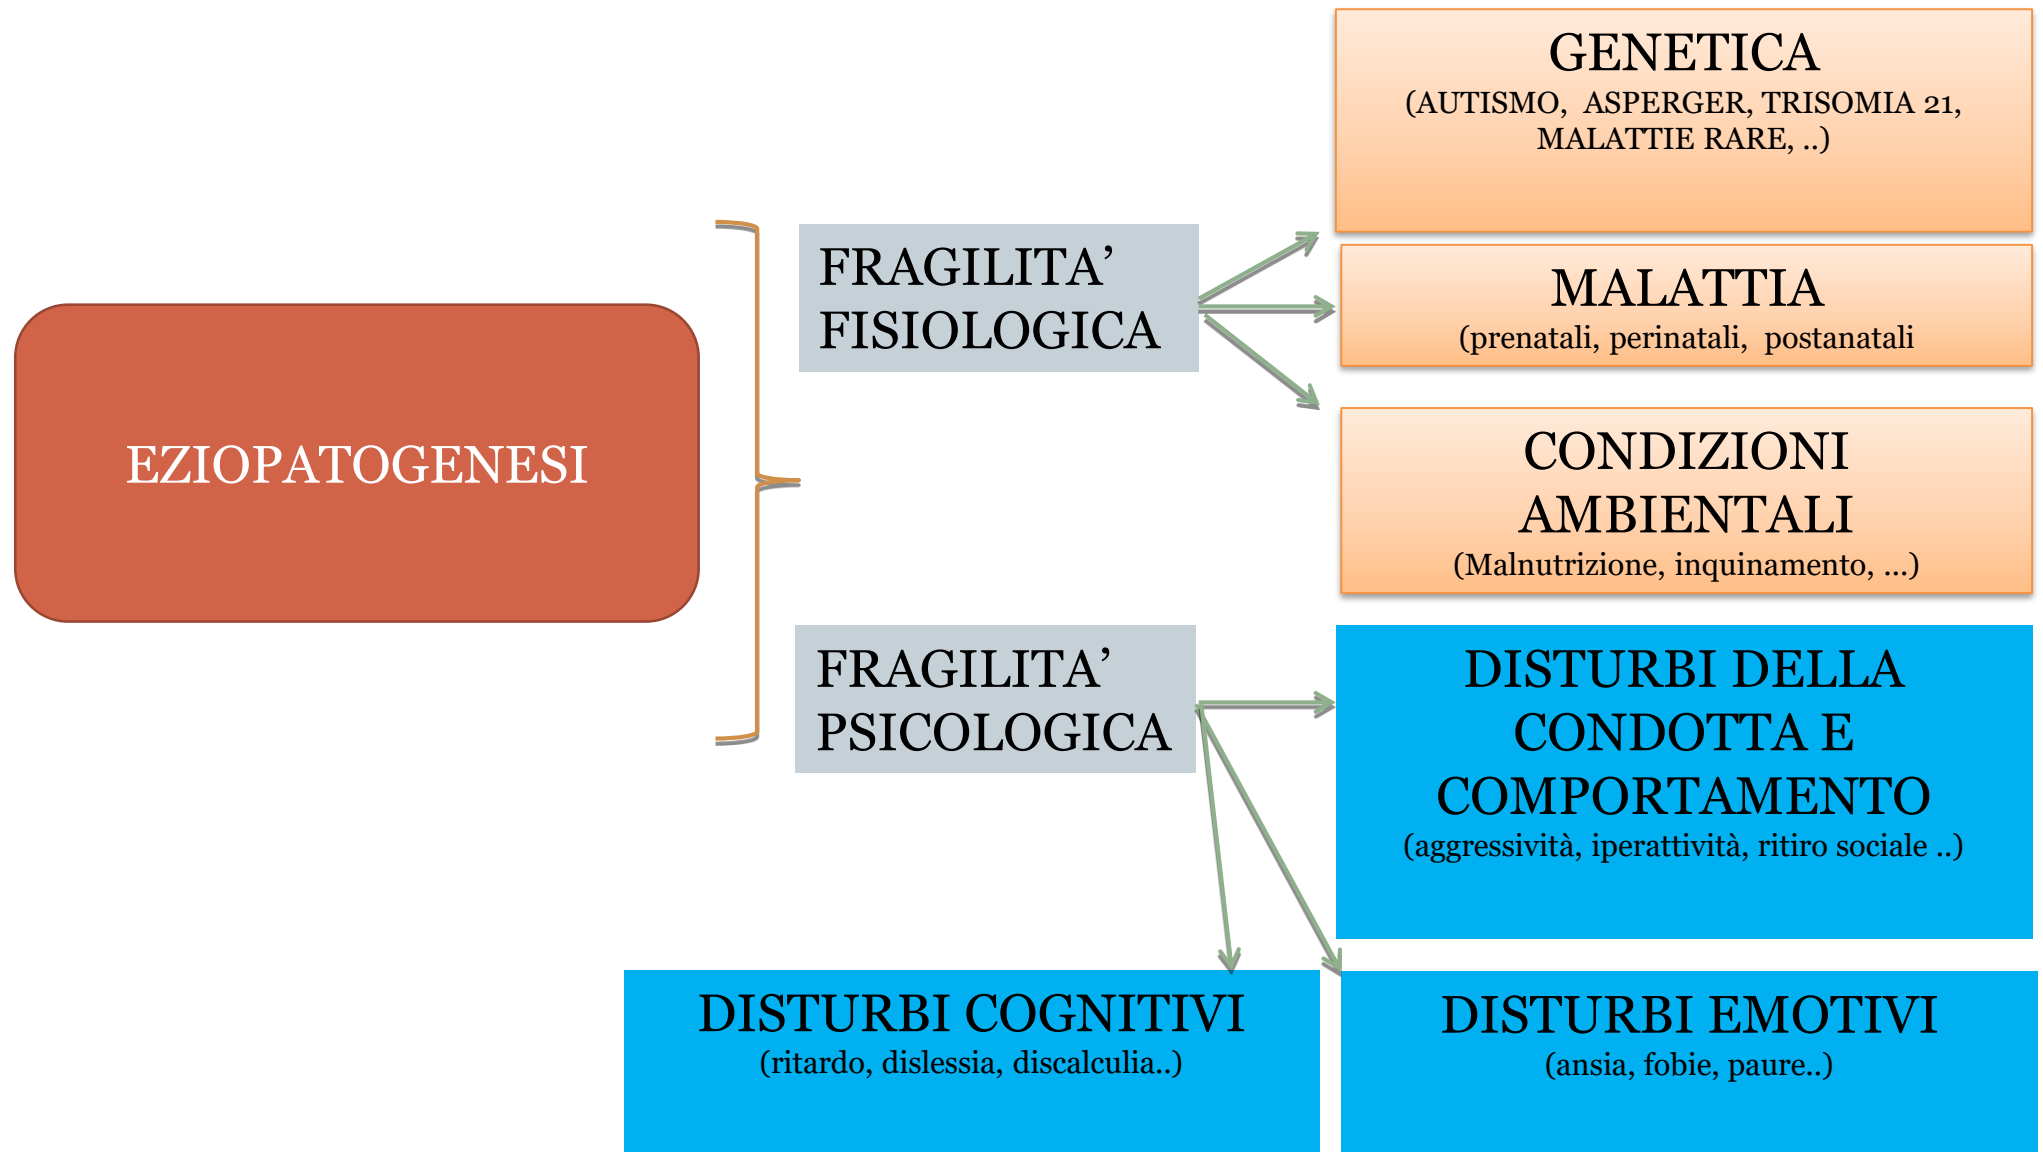 EZIOPATOGENESI
FRAGILITA’
FISIOLOGICA
GENETICA
(AUTISMO,  ASPERGER, TRISOMIA 21,
MALATTIE RARE, ..)
MALATTIA
(prenatali, perinatali,  postanatali
CONDIZIONI
AMBIENTALI
(Malnutrizione, inquinamento, ...)
FRAGILITA’
PSICOLOGICA
DISTURBI DELLA
CONDOTTA E
COMPORTAMENTO
(aggressività, iperattività, ritiro sociale ..)
DISTURBI COGNITIVI
(ritardo, dislessia, discalculia..)
DISTURBI EMOTIVI
(ansia, fobie, paure..)